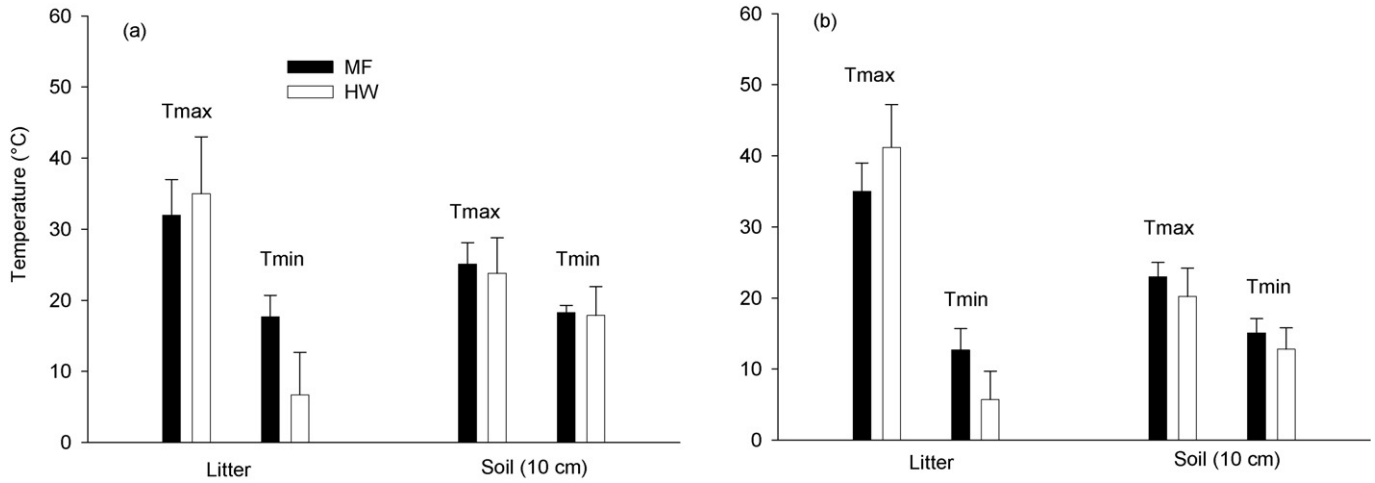 (a)
MF
HW
Temperature (°C)
60
50
40
30
20
10
0
Tmax
Tmin
Tmax
Tmin
Litter
Soil (10 cm)
(b)
60
50
40
30
20
10
0
Tmax
Tmin
Tmax
Tmin
Litter
Soil (10 cm)